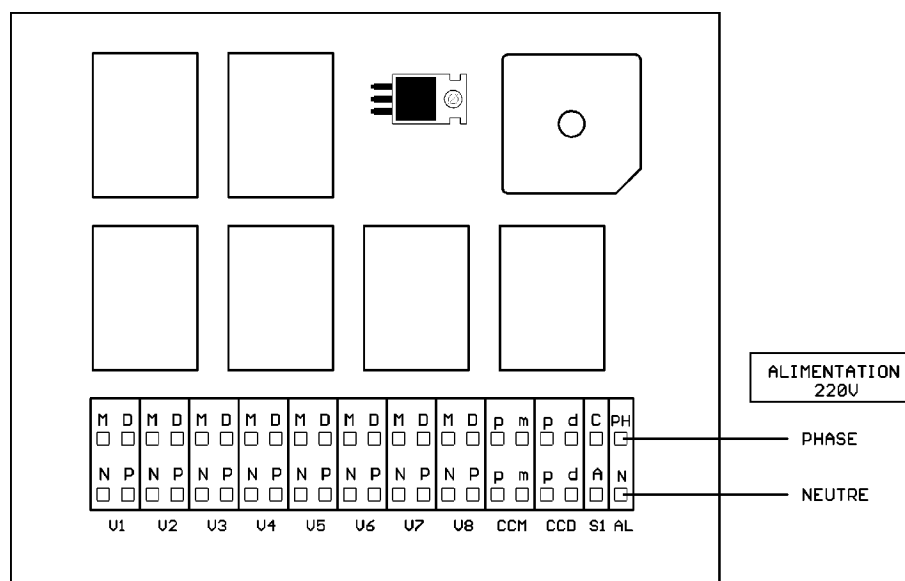 ALIMENTATION
220V
M D M D M D M D M D M D M D M D p m p d C PH
PHASE
N P N P N P N P N P N P N P N P p m p d A N
NEUTRE
V1 V2 V3 V4 V5 V6 V7 V8 CCM CCD S1 AL